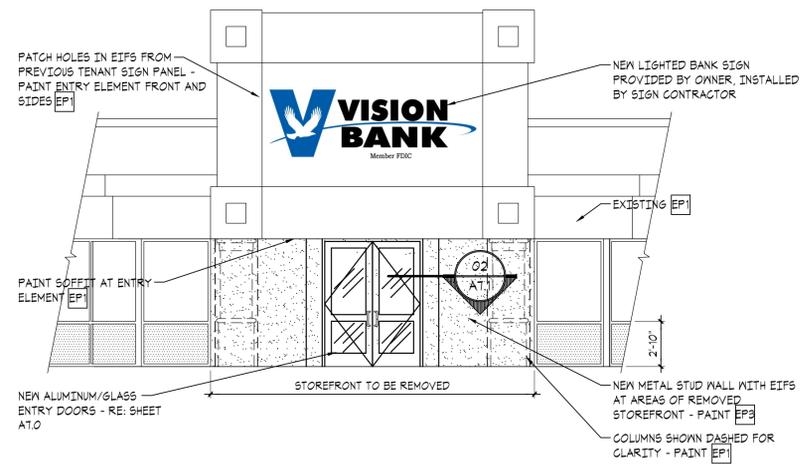 PATCH HOLES IN EIFS FROM
PREVIOUS TENANT SIGN PANEL -
PAINT ENTRY ELEMENT FRONT AND
SIDES EP1
NEW LIGHTED BANK SIGN
PROVIDED BY OWNER, INSTALLED
BY SIGN CONTRACTOR
VISION
BANK
Member FDIC
EXISTING EP1
PAINT SOFFIT AT ENTRY
ELEMENT EP1
02
A7.1
2'-10"
STOREFRONT TO BE REMOVED
NEW ALUMINUM/GLASS
ENTRY DOORS - RE: SHEET
A7.0
NEW METAL STUD WALL WITH EIFS
AT AREAS OF REMOVED
STOREFRONT - PAINT EP3
COLUMNS SHOWN DASHED FOR
CLARITY - PAINT EP1